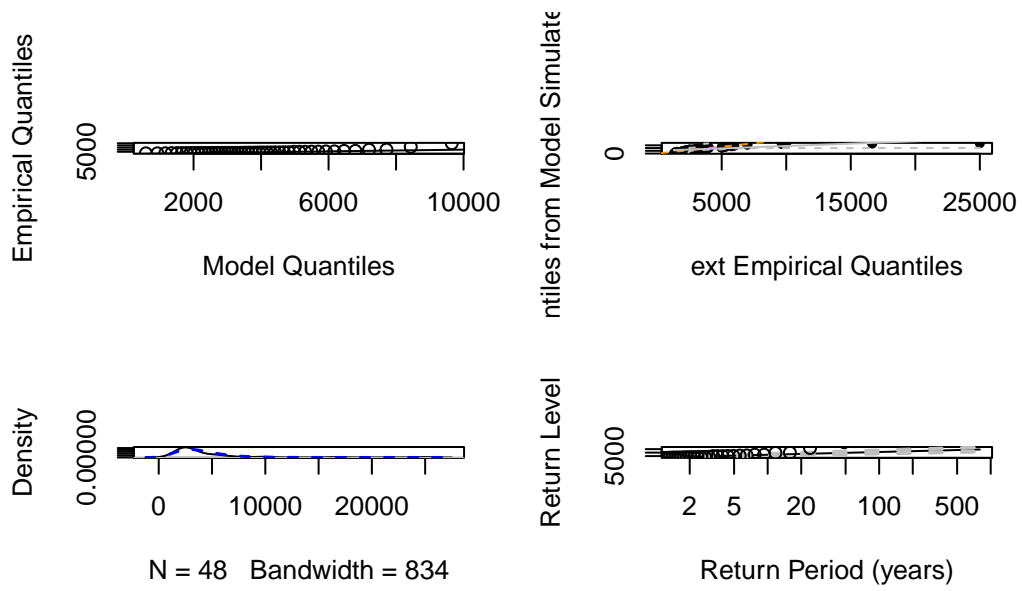 Empirical Quantiles
5000
2000 6000 10000
Model Quantiles
ntiles from Model Simulate
0
5000 15000 25000
ext Empirical Quantiles
Density
0.00000
0 10000 20000
N = 48 Bandwidth = 834
Return Level
5000
2 5 20 100 500
Return Period (years)